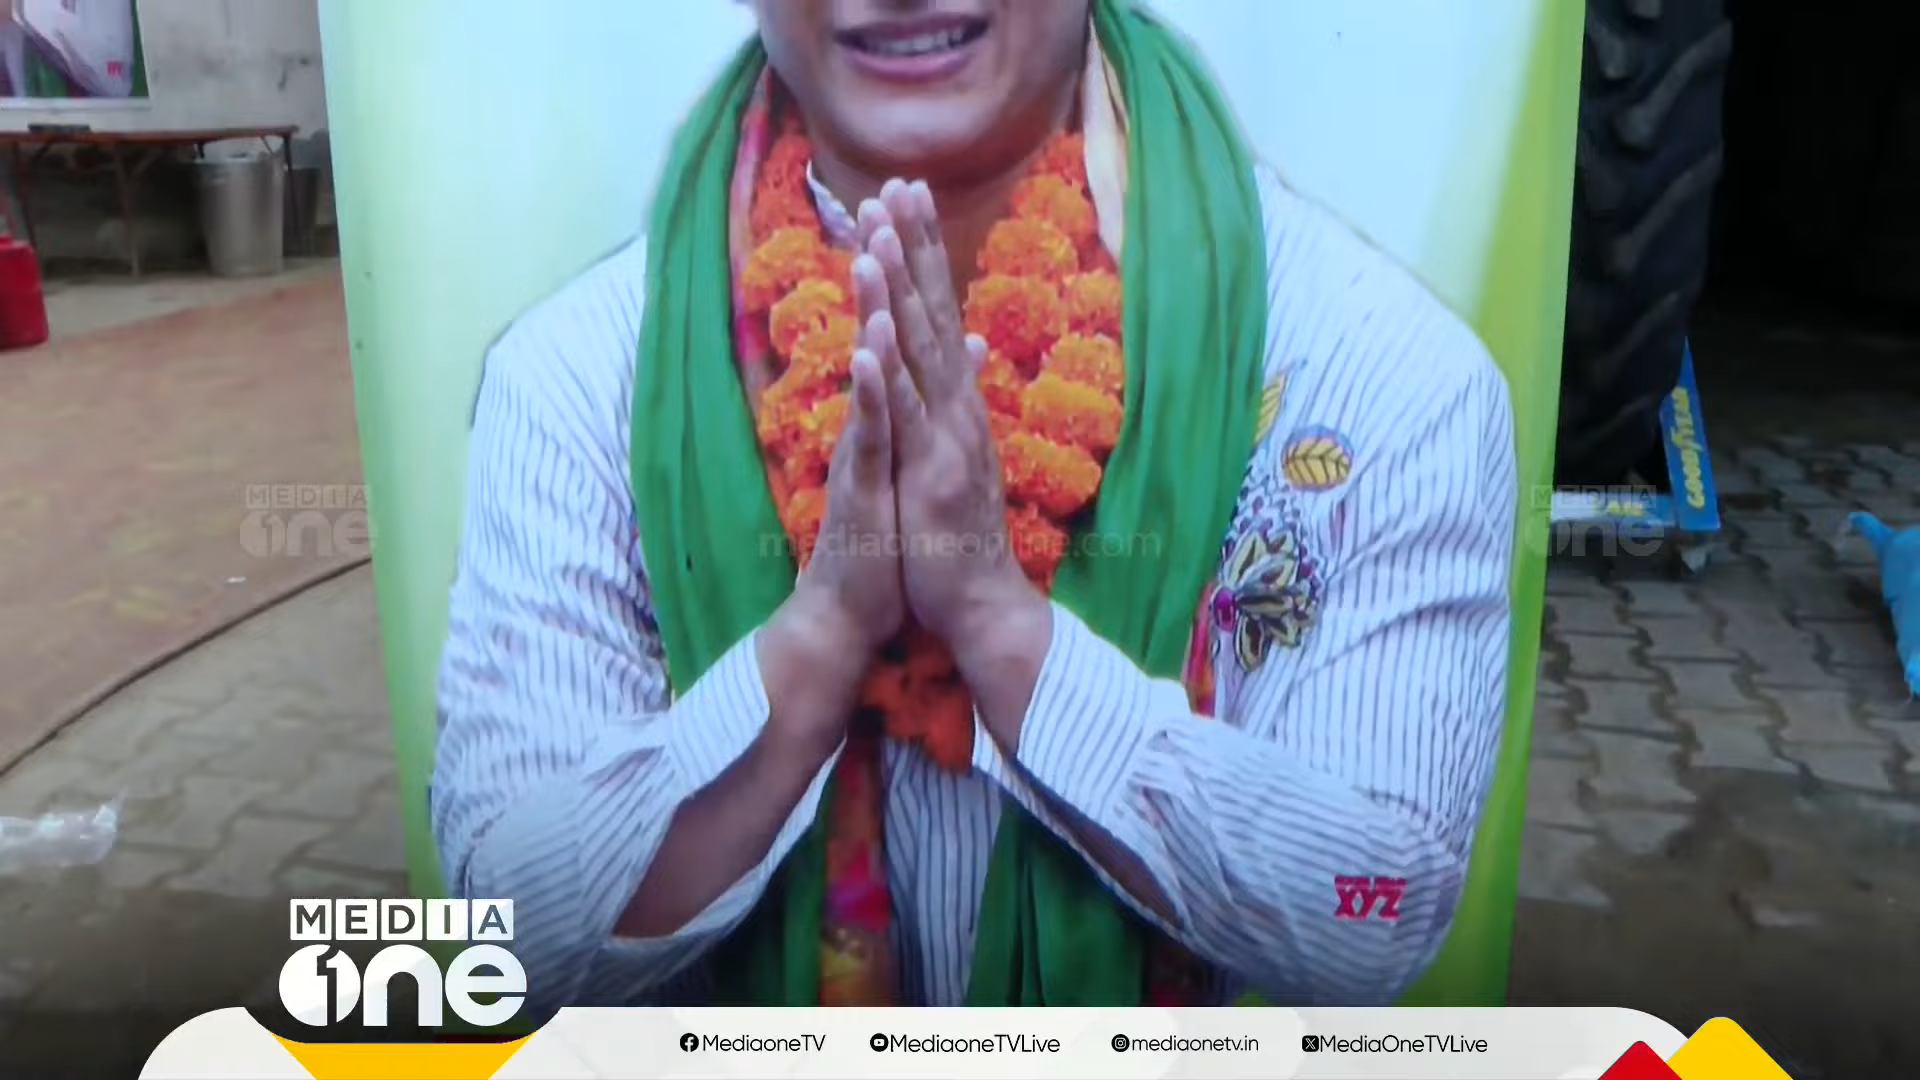 MEDIA
one
MEDIA
one
mediaoneonline.com
GOODYEAR
XYZ
MEDIA
one
MediaoneTV
MediaoneTVLive
mediaonetv.in
MediaOneTVLive